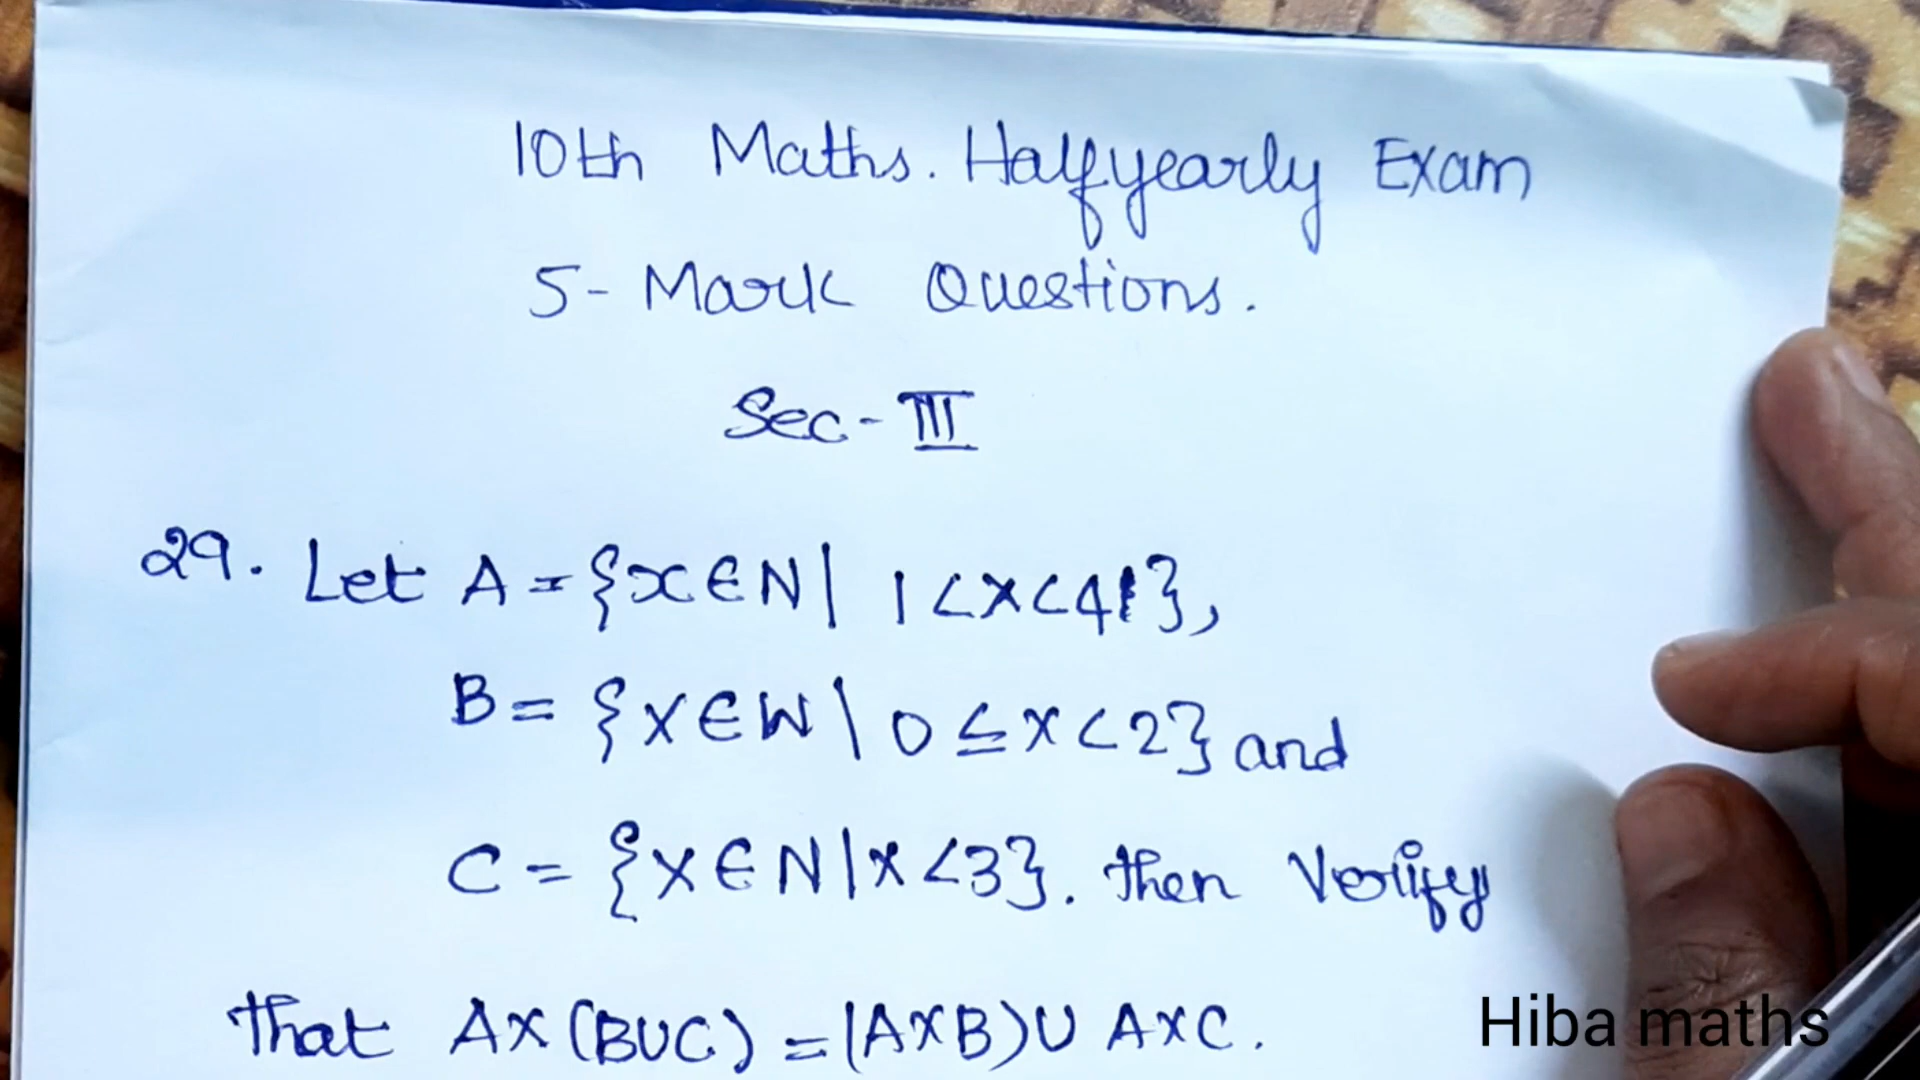 10th Maths. Halfyearly Exam
5- Mark Questions.
Sec-III
29. Let A = {x∈N| 1<x<4},
B = {x∈W| 0≤x<2} and
C = {x∈N|x<3}. then Verify
that A×(B∪C) = (A×B)∪ A×C.
Hiba maths